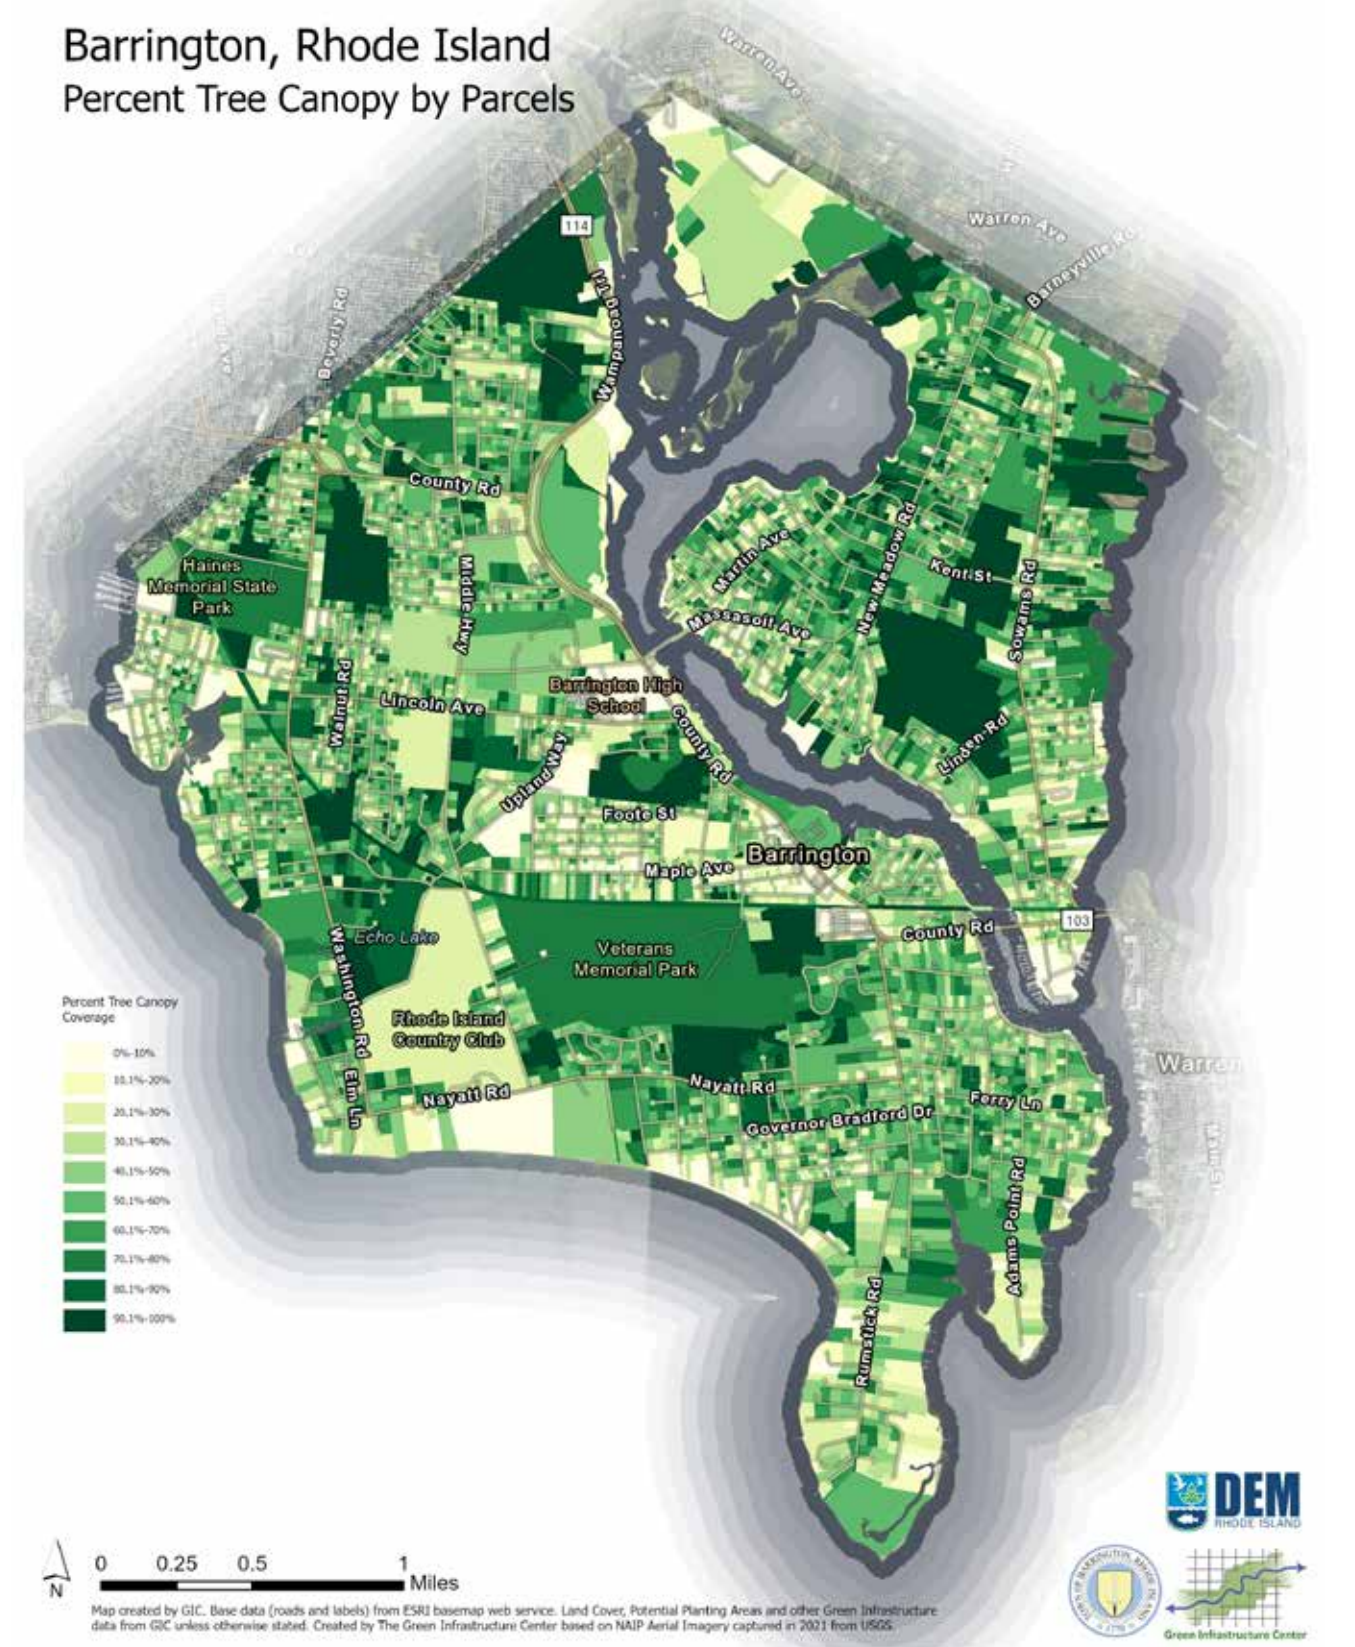 Barrington, Rhode Island
Percent Tree Canopy by Parcels
Warren Ave
Warren Ave
Barneyville Rd
114
Wampanoag Trl
Beverly Rd
County Rd
Haines
Memorial State
Park
Middle Hwy
Martin Ave
New Meadow Rd
Kent St
Sowams Rd
Massasoit Ave
Walnut Rd
Lincoln Ave
Barrington High
School
County Rd
Upland Way
Linden Rd
Foote St
Barrington
Maple Ave
103
County Rd
Echo Lake
Washington Rd
Veterans
Memorial Park
Rhode Island
Country Club
Warren
Nayatt Rd
Nayatt Rd
Elm Ln
Ferry Ln
Governor Bradford Dr
Main St
Adams Point Rd
Rumstick Rd
Percent Tree Canopy
Coverage
0%-10%
10.1%-20%
20.1%-30%
30.1%-40%
40.1%-50%
50.1%-60%
60.1%-70%
70.1%-80%
80.1%-90%
90.1%-100%
DEM
RHODE ISLAND
TOWN OF BARRINGTON, RHODE ISLAND
1770
Green Infrastructure Center
N
0 0.25 0.5 1
Miles
Map created by GIC. Base data (roads and labels) from ESRI basemap web service. Land Cover, Potential Planting Areas and other Green Infrastructure
data from GIC unless otherwise stated. Created by The Green Infrastructure Center based on NAIP Aerial Imagery captured in 2021 from USGS.